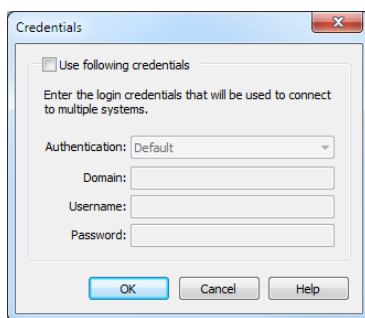 Credentials
Use following credentials
Enter the login credentials that will be used to connect
to multiple systems.
Authentication: Default
Domain:
Username:
Password:
OK Cancel Help